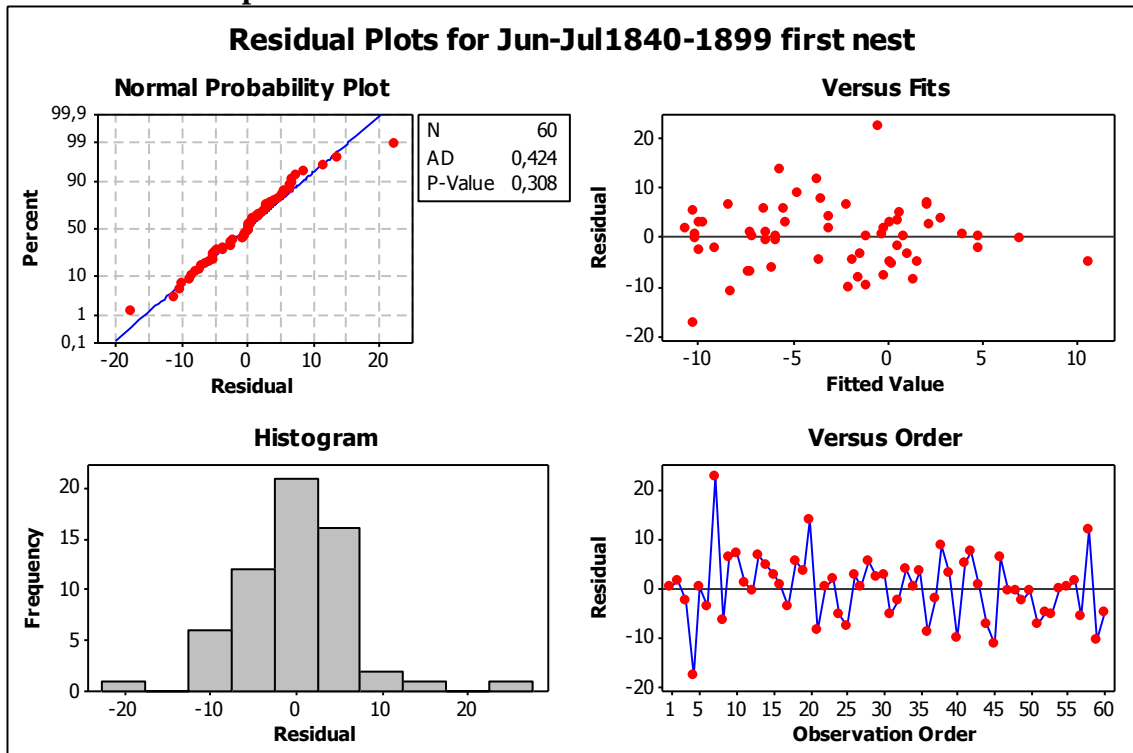 Residual Plots for Jun-Jul1840-1899 first nest
Normal Probability Plot
99,9
99
90
50
10
1
0,1
Percent
-20 -10 0 10 20
Residual
N 60
AD 0,424
P-Value 0,308
Versus Fits
20
10
0
-10
-20
Residual
-10 -5 0 5 10
Fitted Value
Histogram
20
15
10
5
0
Frequency
-20 -10 0 10 20
Residual
Versus Order
20
10
0
-10
-20
Residual
1 5 10 15 20 25 30 35 40 45 50 55 60
Observation Order